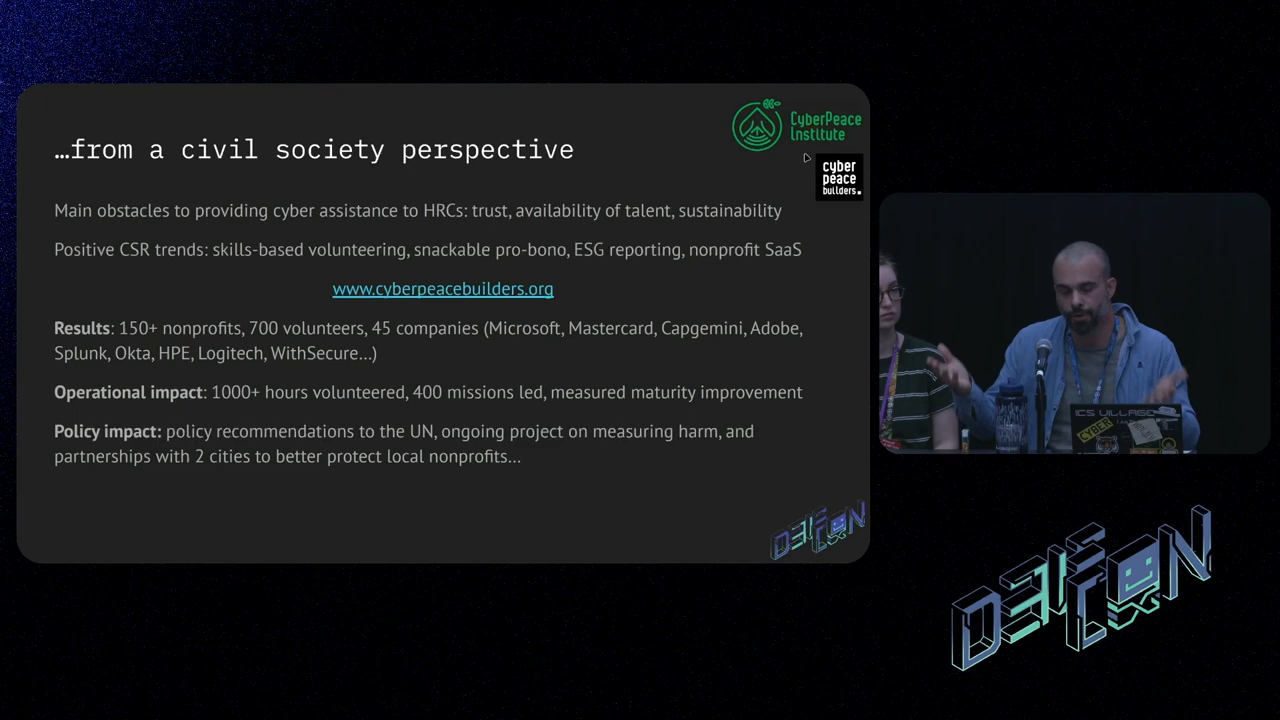 …from a civil society perspective
CyberPeace
Institute
cyber
peace
builders.
Main obstacles to providing cyber assistance to HRCs: trust, availability of talent, sustainability
Positive CSR trends: skills-based volunteering, snackable pro-bono, ESG reporting, nonprofit SaaS
www.cyberpeacebuilders.org
Results: 150+ nonprofits, 700 volunteers, 45 companies (Microsoft, Mastercard, Capgemini, Adobe,
Splunk, Okta, HPE, Logitech, WithSecure…)
Operational impact: 1000+ hours volunteered, 400 missions led, measured maturity improvement
Policy impact: policy recommendations to the UN, ongoing project on measuring harm, and
partnerships with 2 cities to better protect local nonprofits…
ICS VILLAGE
CYBER